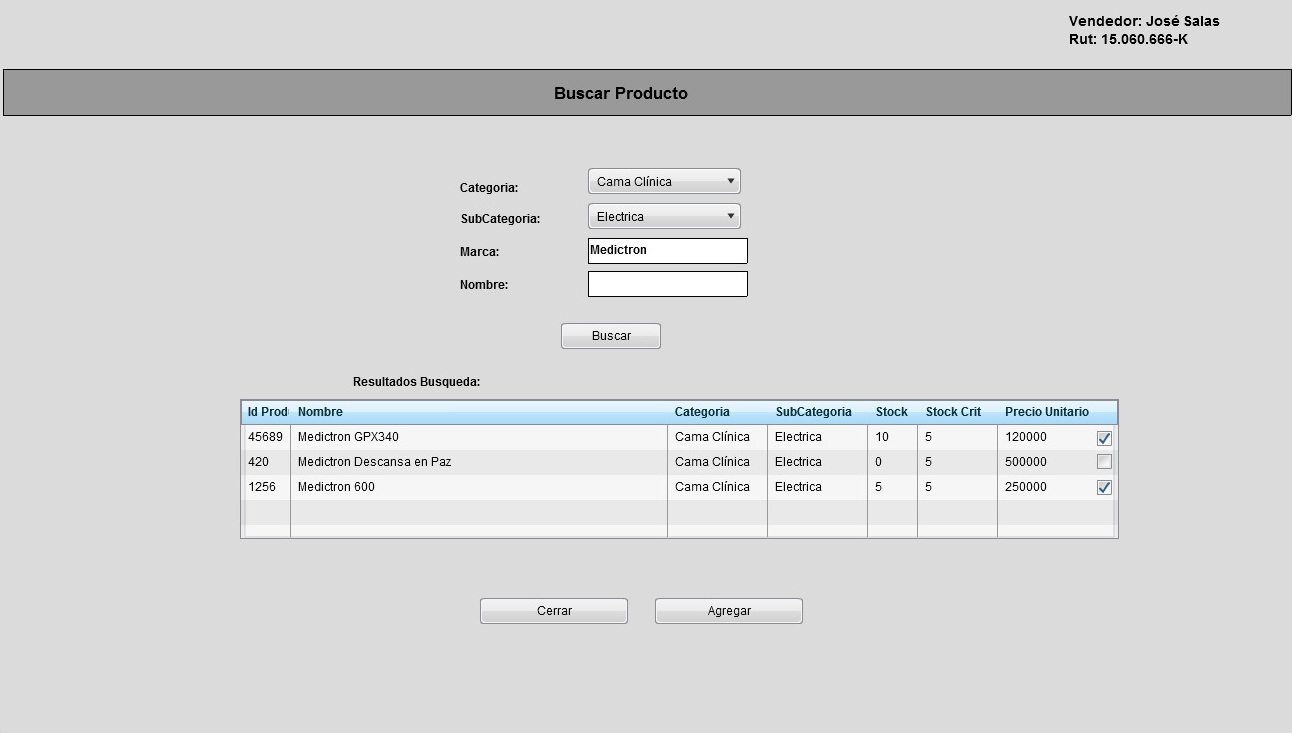 Vendedor: José Salas
Rut: 15.060.666-K
Buscar Producto
Categoria: Cama Clínica
SubCategoria: Electrica
Marca: Medictron
Nombre:
Buscar
Resultados Busqueda:
Id Prod Nombre Categoria SubCategoria Stock Stock Crit Precio Unitario
45689 Medictron GPX340 Cama Clínica Electrica 10 5 120000
420 Medictron Descansa en Paz Cama Clínica Electrica 0 5 500000
1256 Medictron 600 Cama Clínica Electrica 5 5 250000
Cerrar Agregar